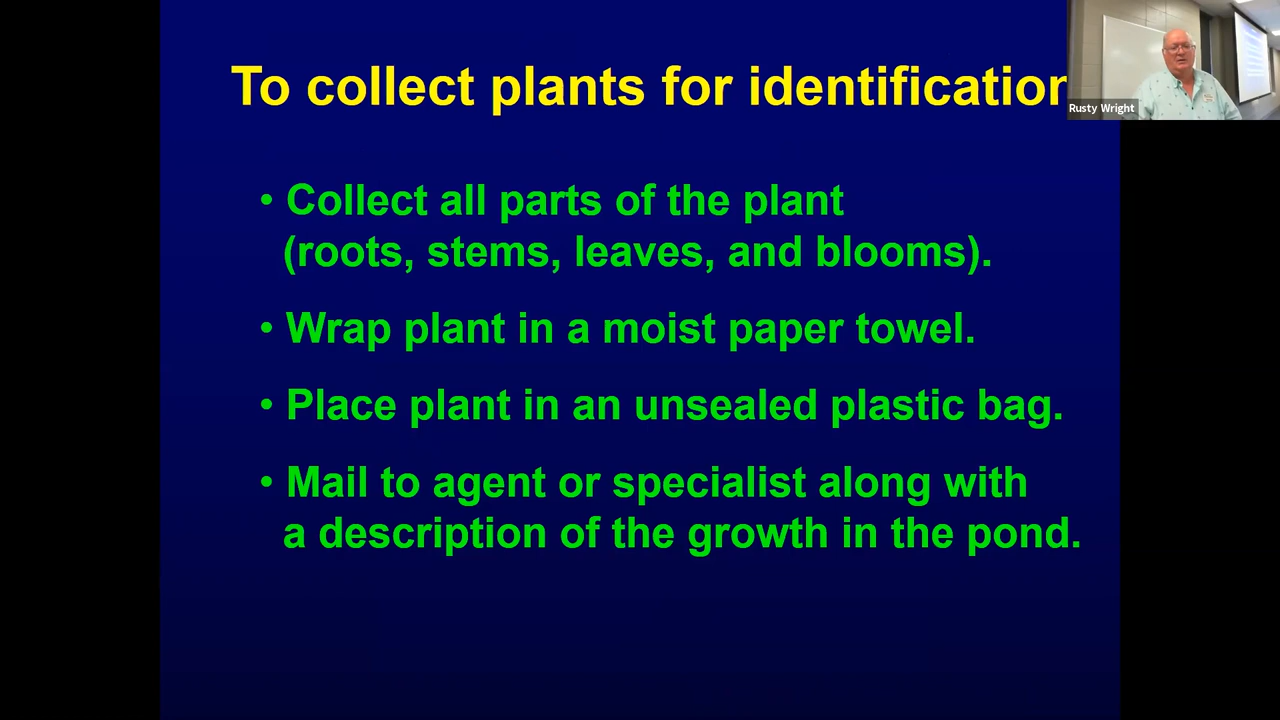 To collect plants for identification
Rusty Wright
• Collect all parts of the plant
(roots, stems, leaves, and blooms).
• Wrap plant in a moist paper towel.
• Place plant in an unsealed plastic bag.
• Mail to agent or specialist along with
a description of the growth in the pond.